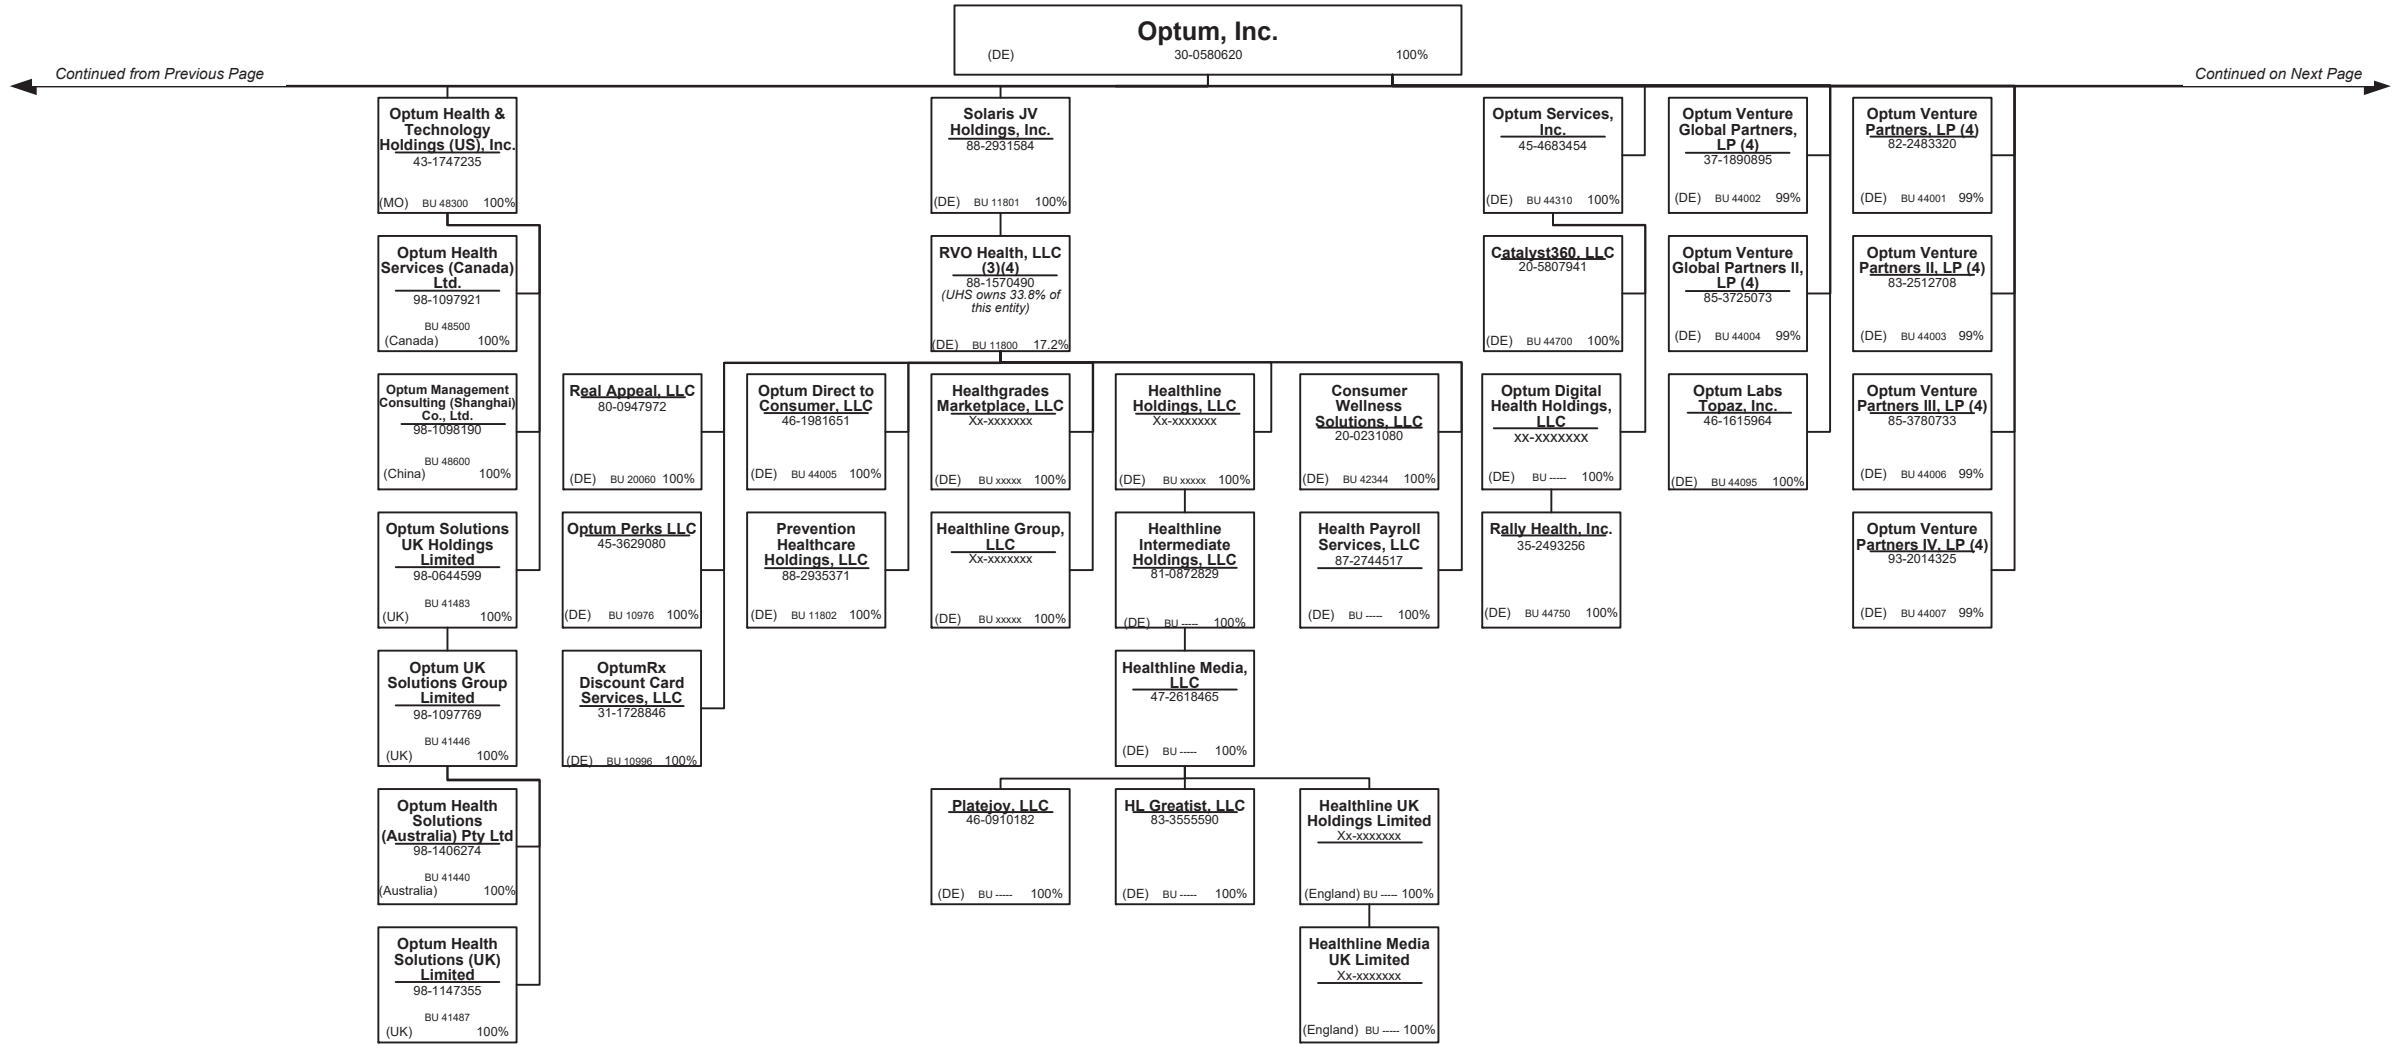 Optum, Inc.
(DE) 30-0580620 100%
Continued from Previous Page
Continued on Next Page
Optum Health &
Technology
Holdings (US), Inc.
43-1747235
(MO) BU 48300 100%
Solaris JV
Holdings, Inc.
88-2931584
(DE) BU 11801 100%
Optum Services,
Inc.
45-4683454
(DE) BU 44310 100%
Optum Venture
Global Partners,
LP (4)
37-1890895
(DE) BU 44002 99%
Optum Venture
Partners, LP (4)
82-2483320
(DE) BU 44001 99%
Optum Health
Services (Canada)
Ltd.
98-1097921
BU 48500
(Canada) 100%
RVO Health, LLC
(3)(4)
88-1570490
(UHS owns 33.8% of
this entity)
(DE) BU 11800 17.2%
Catalyst360, LLC
20-5807941
(DE) BU 44700 100%
Optum Venture
Global Partners II,
LP (4)
85-3725073
(DE) BU 44004 99%
Optum Venture
Partners II, LP (4)
83-2512708
(DE) BU 44003 99%
Optum Management
Consulting (Shanghai)
Co., Ltd.
98-1098190
BU 48600
(China) 100%
Real Appeal, LLC
80-0947972
(DE) BU 20060 100%
Optum Direct to
Consumer, LLC
46-1981651
(DE) BU 44005 100%
Healthgrades
Marketplace, LLC
Xx-xxxxxxx
(DE) BU xxxxx 100%
Healthline
Holdings, LLC
Xx-xxxxxxx
(DE) BU xxxxx 100%
Consumer
Wellness
Solutions, LLC
20-0231080
(DE) BU 42344 100%
Optum Digital
Health Holdings,
LLC
xx-xxxxxxx
(DE) BU ----- 100%
Optum Labs
Topaz, Inc.
46-1615964
(DE) BU 44095 100%
Optum Venture
Partners III, LP (4)
85-3780733
(DE) BU 44006 99%
Optum Solutions
UK Holdings
Limited
98-0644599
BU 41483
(UK) 100%
Optum Perks LLC
45-3629080
(DE) BU 10976 100%
Prevention
Healthcare
Holdings, LLC
88-2935371
(DE) BU 11802 100%
Healthline Group,
LLC
Xx-xxxxxxx
(DE) BU xxxxx 100%
Healthline
Intermediate
Holdings, LLC
81-0872829
(DE) BU ----- 100%
Health Payroll
Services, LLC
87-2744517
(DE) BU ----- 100%
Rally Health, Inc.
35-2493256
(DE) BU 44750 100%
Optum Venture
Partners IV, LP (4)
93-2014325
(DE) BU 44007 99%
Optum UK
Solutions Group
Limited
98-1097769
BU 41446
(UK) 100%
OptumRx
Discount Card
Services, LLC
31-1728846
(DE) BU 10996 100%
Healthline Media,
LLC
47-2618465
(DE) BU ----- 100%
Optum Health
Solutions
(Australia) Pty Ltd
98-1406274
BU 41440
(Australia) 100%
Platejoy, LLC
46-0910182
(DE) BU ----- 100%
HL Greatist, LLC
83-3555590
(DE) BU ----- 100%
Healthline UK
Holdings Limited
Xx-xxxxxxx
(England) BU ----- 100%
Optum Health
Solutions (UK)
Limited
98-1147355
BU 41487
(UK) 100%
Healthline Media
UK Limited
Xx-xxxxxxx
(England) BU ----- 100%